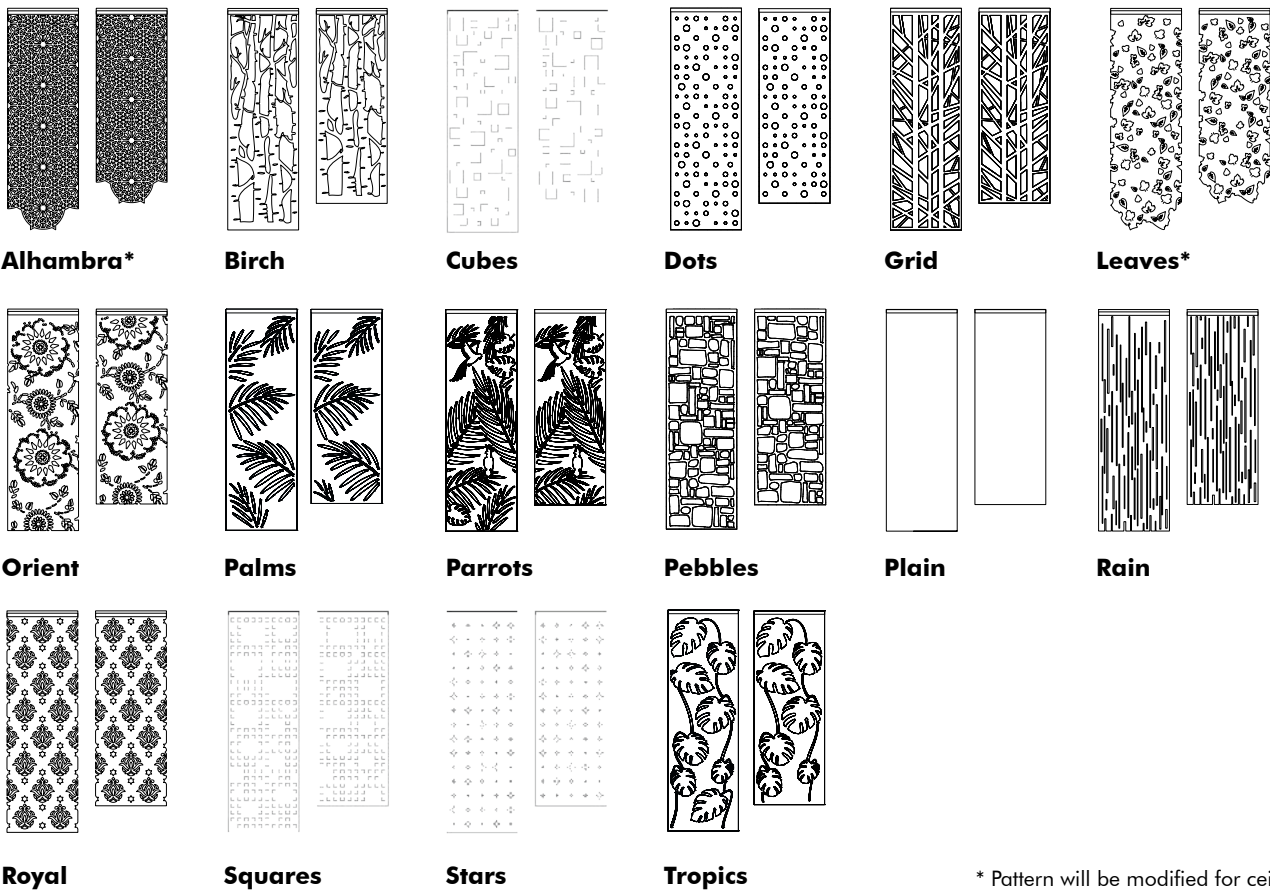 Alhambra* Birch Cubes Dots Grid Leaves*
Orient Palms Parrots Pebbles Plain Rain
Royal Squares Stars Tropics
* Pattern will be modified for